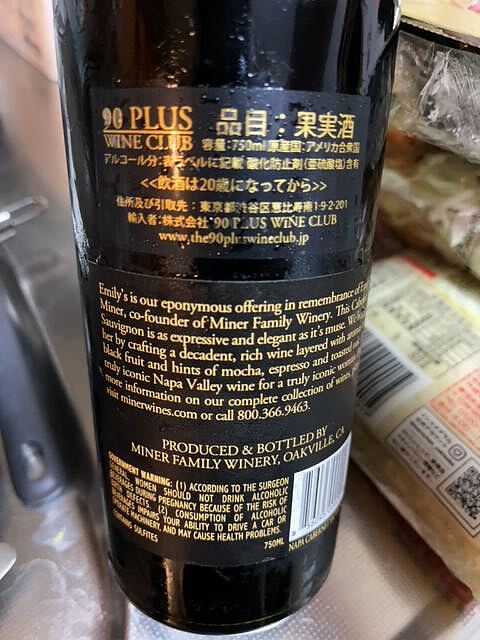 90 PLUS
WINE CLUB
品目：果実酒
容量：750ml 原産国：アメリカ合衆国
アルコール分：表ラベルに記載 酸化防止剤(亜硫酸塩)含有
<<飲酒は20歳になってから>>
住所及び引取先：東京都渋谷区恵比寿南1-9-2-201
輸入者：株式会社 90 PLUS WINE CLUB
www.the90pluswineclub.jp
Emily's is our eponymous offering in remembrance of
Miner, co-founder of Miner Family Winery. This
Sauvignon is as expressive and elegant as it's muse. We
her by crafting a decadent, rich wine layered with
black fruit and hints of mocha, espresso and toasted
truly iconic Napa Valley wine for a truly iconic
more information on our complete collection of wines,
visit minerwines.com or call 800.366.9463.
PRODUCED & BOTTLED BY
MINER FAMILY WINERY, OAKVILLE, CA
GOVERNMENT WARNING: (1) ACCORDING TO THE SURGEON
GENERAL, WOMEN SHOULD NOT DRINK ALCOHOLIC
BEVERAGES DURING PREGNANCY BECAUSE OF THE RISK OF
BIRTH DEFECTS. (2) CONSUMPTION OF ALCOHOLIC
BEVERAGES IMPAIRS YOUR ABILITY TO DRIVE A CAR OR
OPERATE MACHINERY, AND MAY CAUSE HEALTH PROBLEMS.
CONTAINS SULFITES
750ML
NAPA